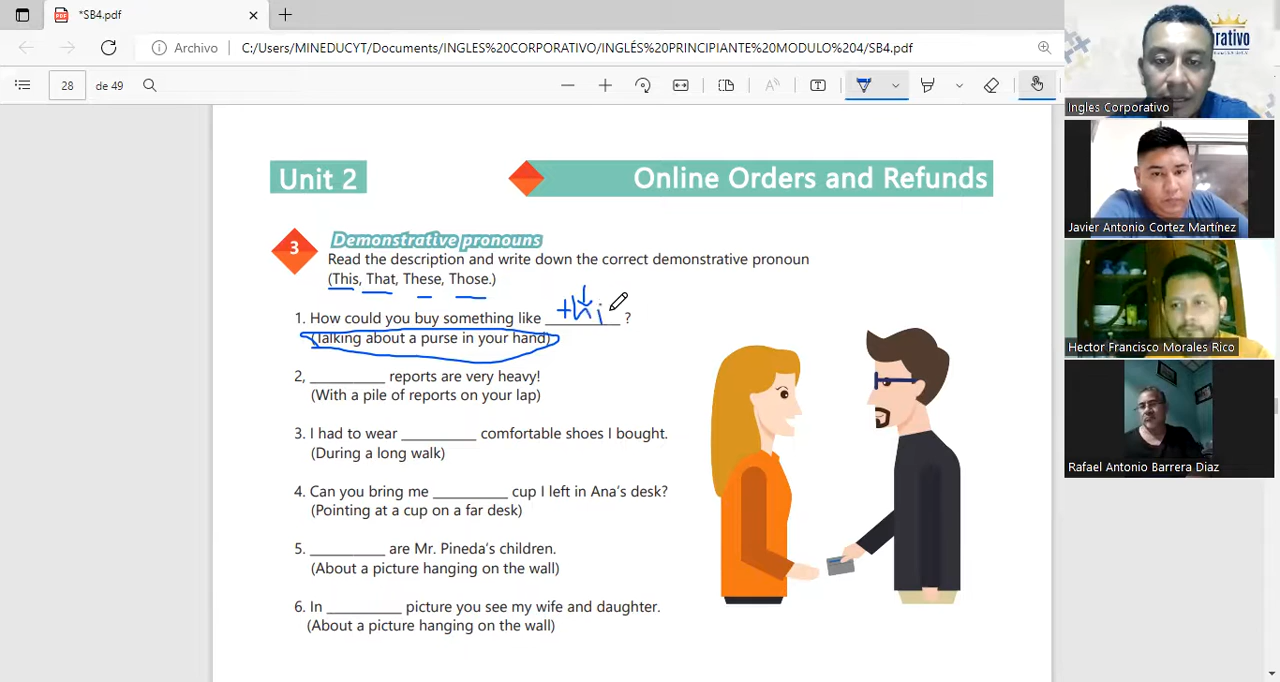 *SB4.pdf
Archivo
C:/Users/MINEDUCYT/Documents/INGLES%20CORPORATIVO/INGLÉS%20PRINCIPIANTE%20MODULO%204/SB4.pdf
28
de 49
Unit 2
Online Orders and Refunds
3
Demonstrative pronouns
Read the description and write down the correct demonstrative pronoun
(This, That, These, Those.)
1. How could you buy something like thi__________ ?
(Talking about a purse in your hand)
2, __________ reports are very heavy!
(With a pile of reports on your lap)
3. I had to wear __________ comfortable shoes I bought.
(During a long walk)
4. Can you bring me __________ cup I left in Ana's desk?
(Pointing at a cup on a far desk)
5. __________ are Mr. Pineda's children.
(About a picture hanging on the wall)
6. In __________ picture you see my wife and daughter.
(About a picture hanging on the wall)
Ingles Corporativo
Javier Antonio Cortez Martínez
Hector Francisco Morales Rico
Rafael Antonio Barrera Diaz